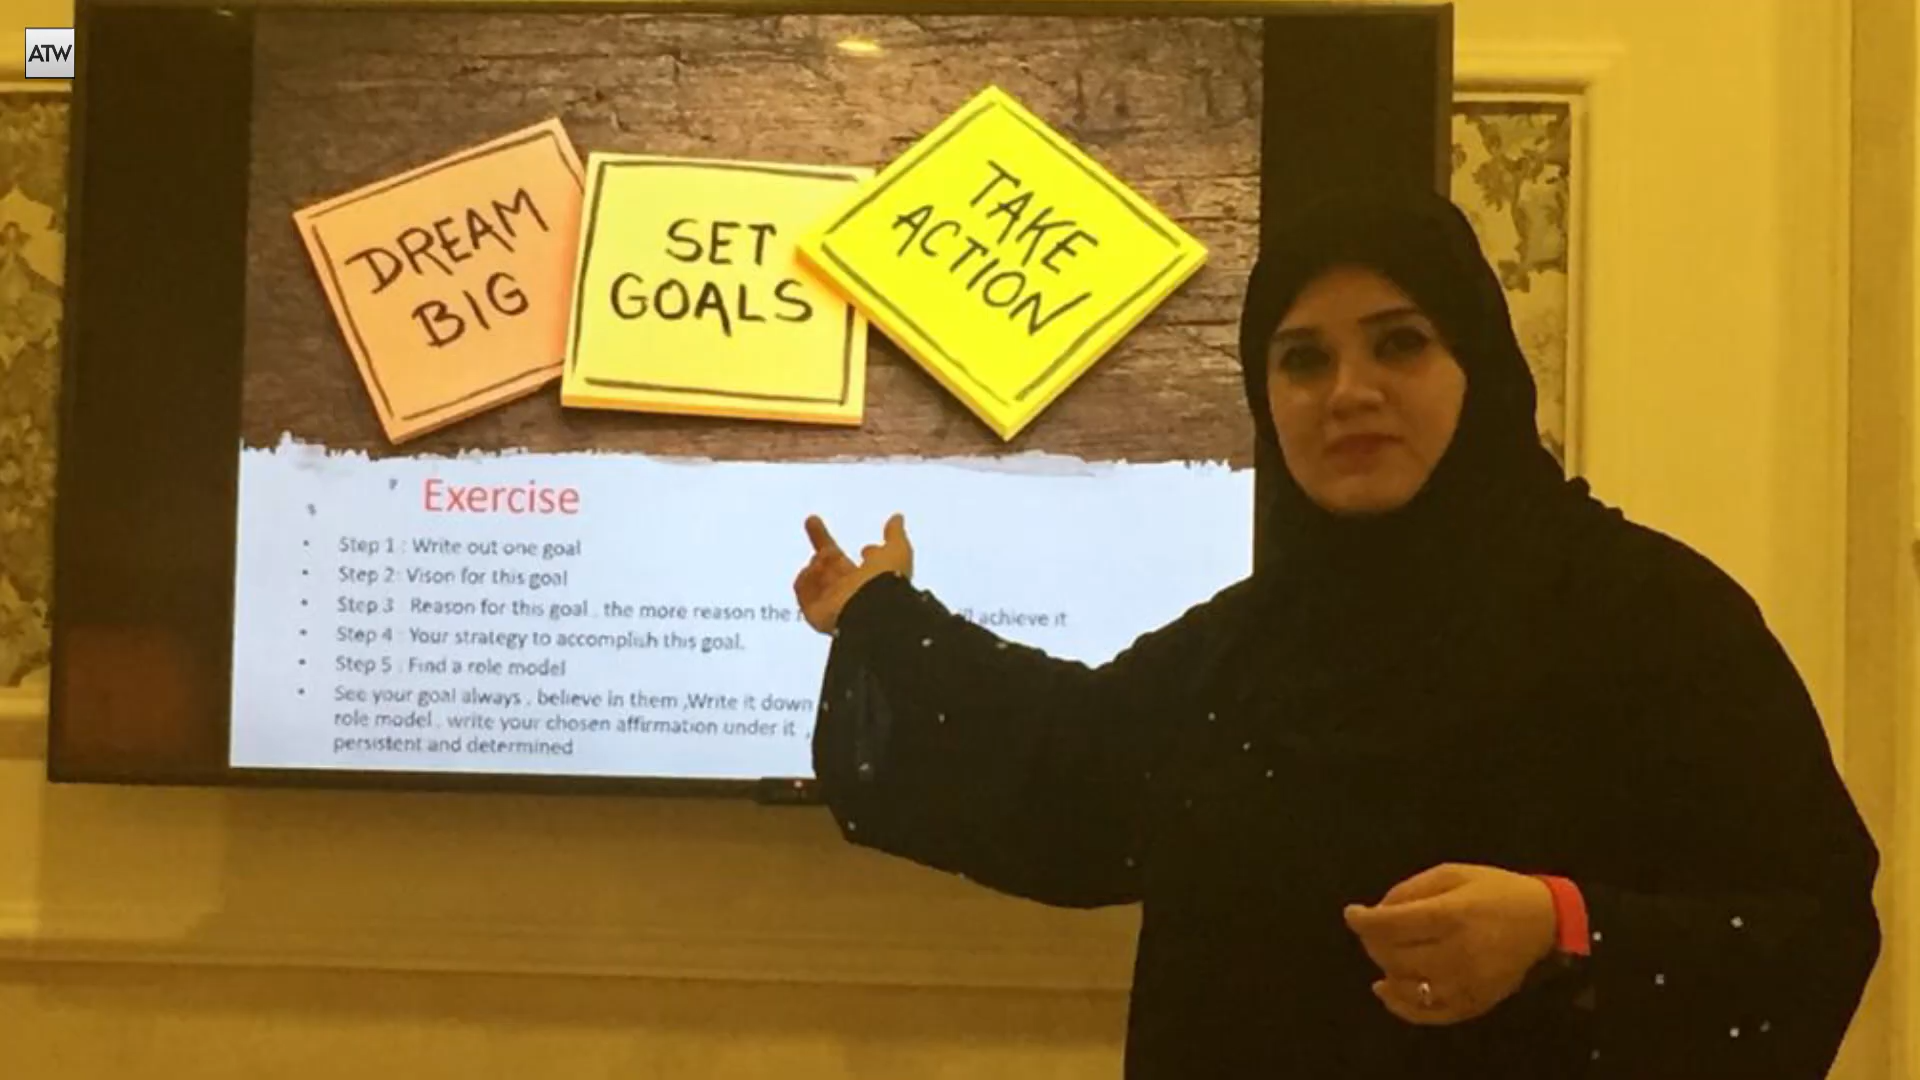 ATW
DREAM
BIG
SET
GOALS
TAKE
ACTION
Exercise
Step 1 : Write out one goal
Step 2: Vison for this goal
Step 3 : Reason for this goal . the more reason the achieve it
Step 4 : Your strategy to accomplish this goal.
Step 5 : Find a role model
See your goal always , believe in them ,Write it down
role model , write your chosen affirmation under it ,
persistent and determined